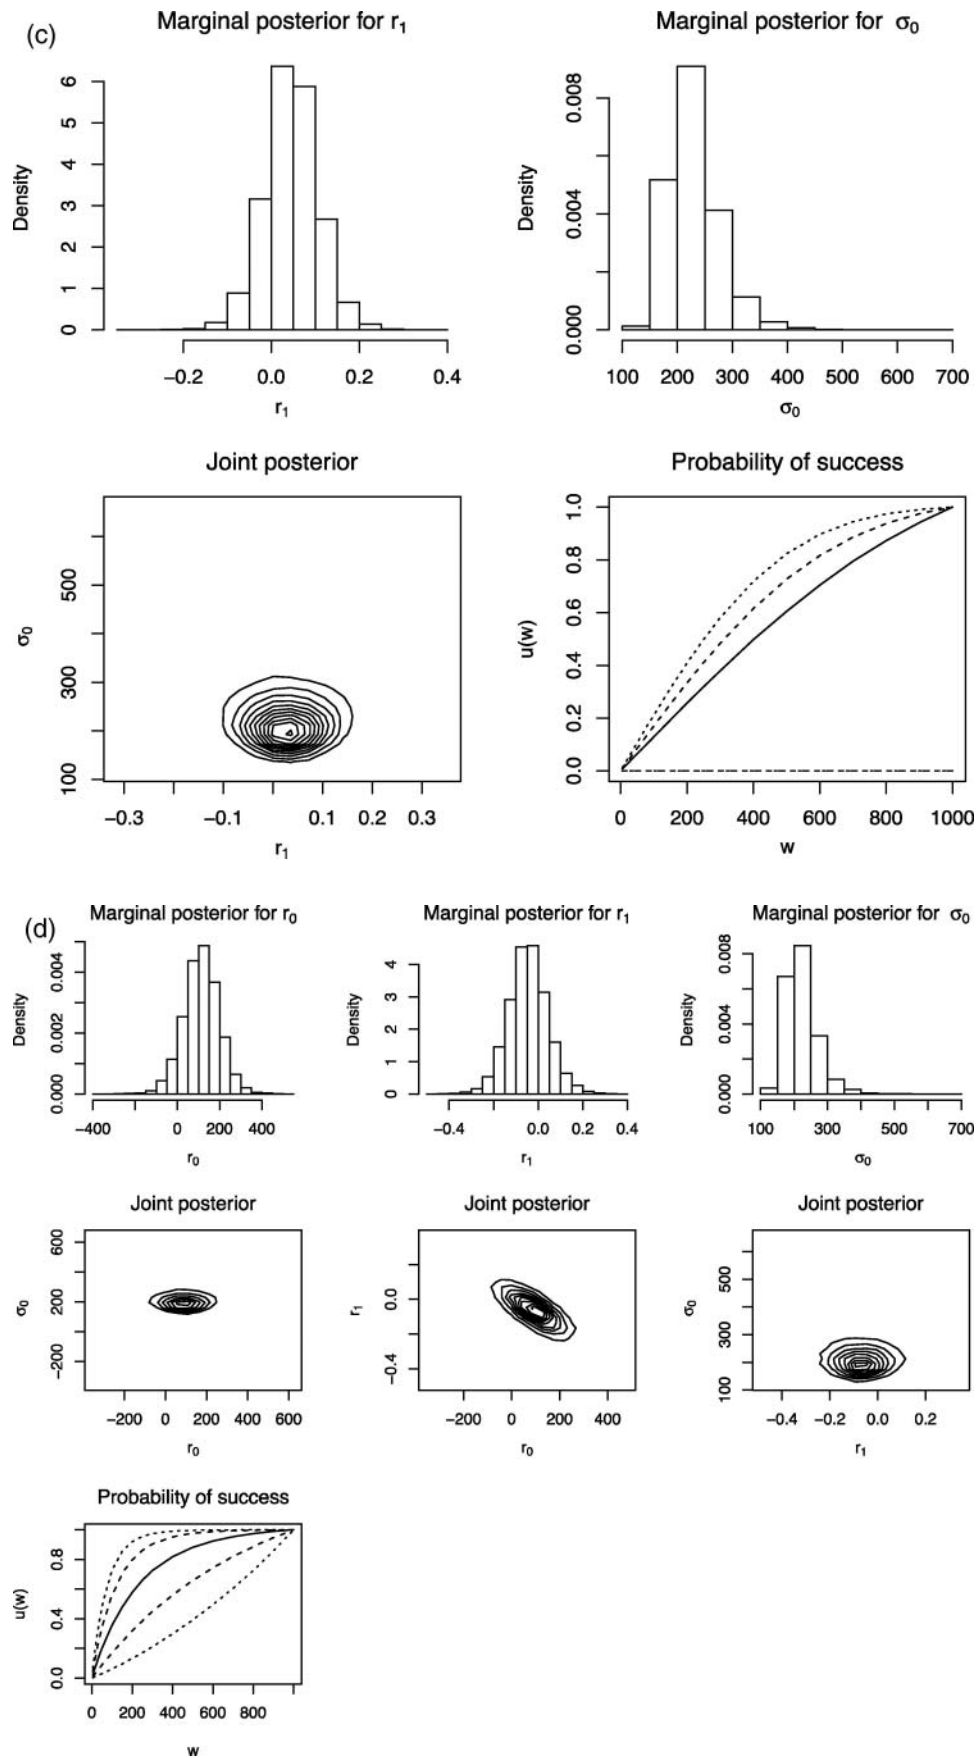 (c)
Marginal posterior for r₁
Density
0 1 2 3 4 5 6
−0.2 0.0 0.2 0.4
r₁
Marginal posterior for σ₀
Density
0.000 0.004 0.008
100 200 300 400 500 600 700
σ₀
Joint posterior
σ₀
100 300 500
−0.3 −0.1 0.1 0.3
r₁
Probability of success
u(w)
0.0 0.2 0.4 0.6 0.8 1.0
0 200 400 600 800 1000
w
(d)
Marginal posterior for r₀
Density
0.000 0.002 0.004
−400 0 200 400
r₀
Marginal posterior for r₁
Density
0 1 2 3 4
−0.4 0.0 0.4
r₁
Marginal posterior for σ₀
Density
0.000 0.004 0.008
100 300 500 700
σ₀
Joint posterior
σ₀
−200 200 600
−200 0 200 400 600
r₀
Joint posterior
r₁
−0.4 0.0
−200 0 200 400
r₀
Joint posterior
σ₀
100 300 500
−0.4 −0.2 0.0 0.2
r₁
Probability of success
u(w)
0.0 0.4 0.8
0 200 400 600 800
w